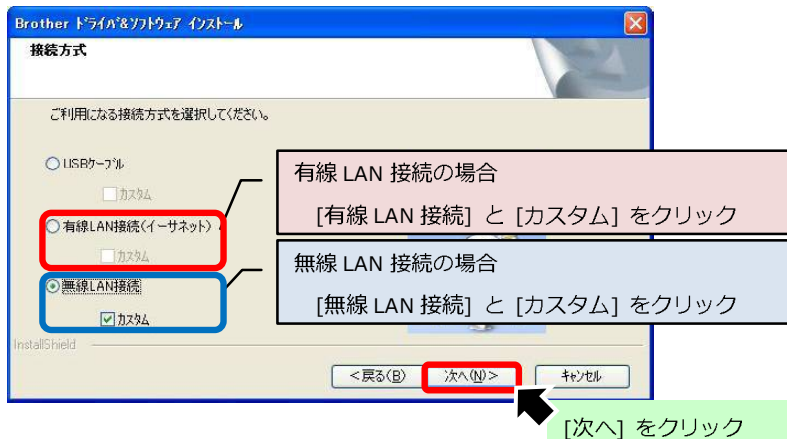 Brother ドライバ&ソフトウェア インストール
接続方式
ご利用になる接続方式を選択してください。
USBケーブル
カスタム
有線LAN接続(イーサネット)
カスタム
無線LAN接続
カスタム
有線 LAN 接続の場合
[有線 LAN 接続] と [カスタム] をクリック
無線 LAN 接続の場合
[無線 LAN 接続] と [カスタム] をクリック
InstallShield
<戻る(B)
次へ(N)>
キャンセル
[次へ] をクリック